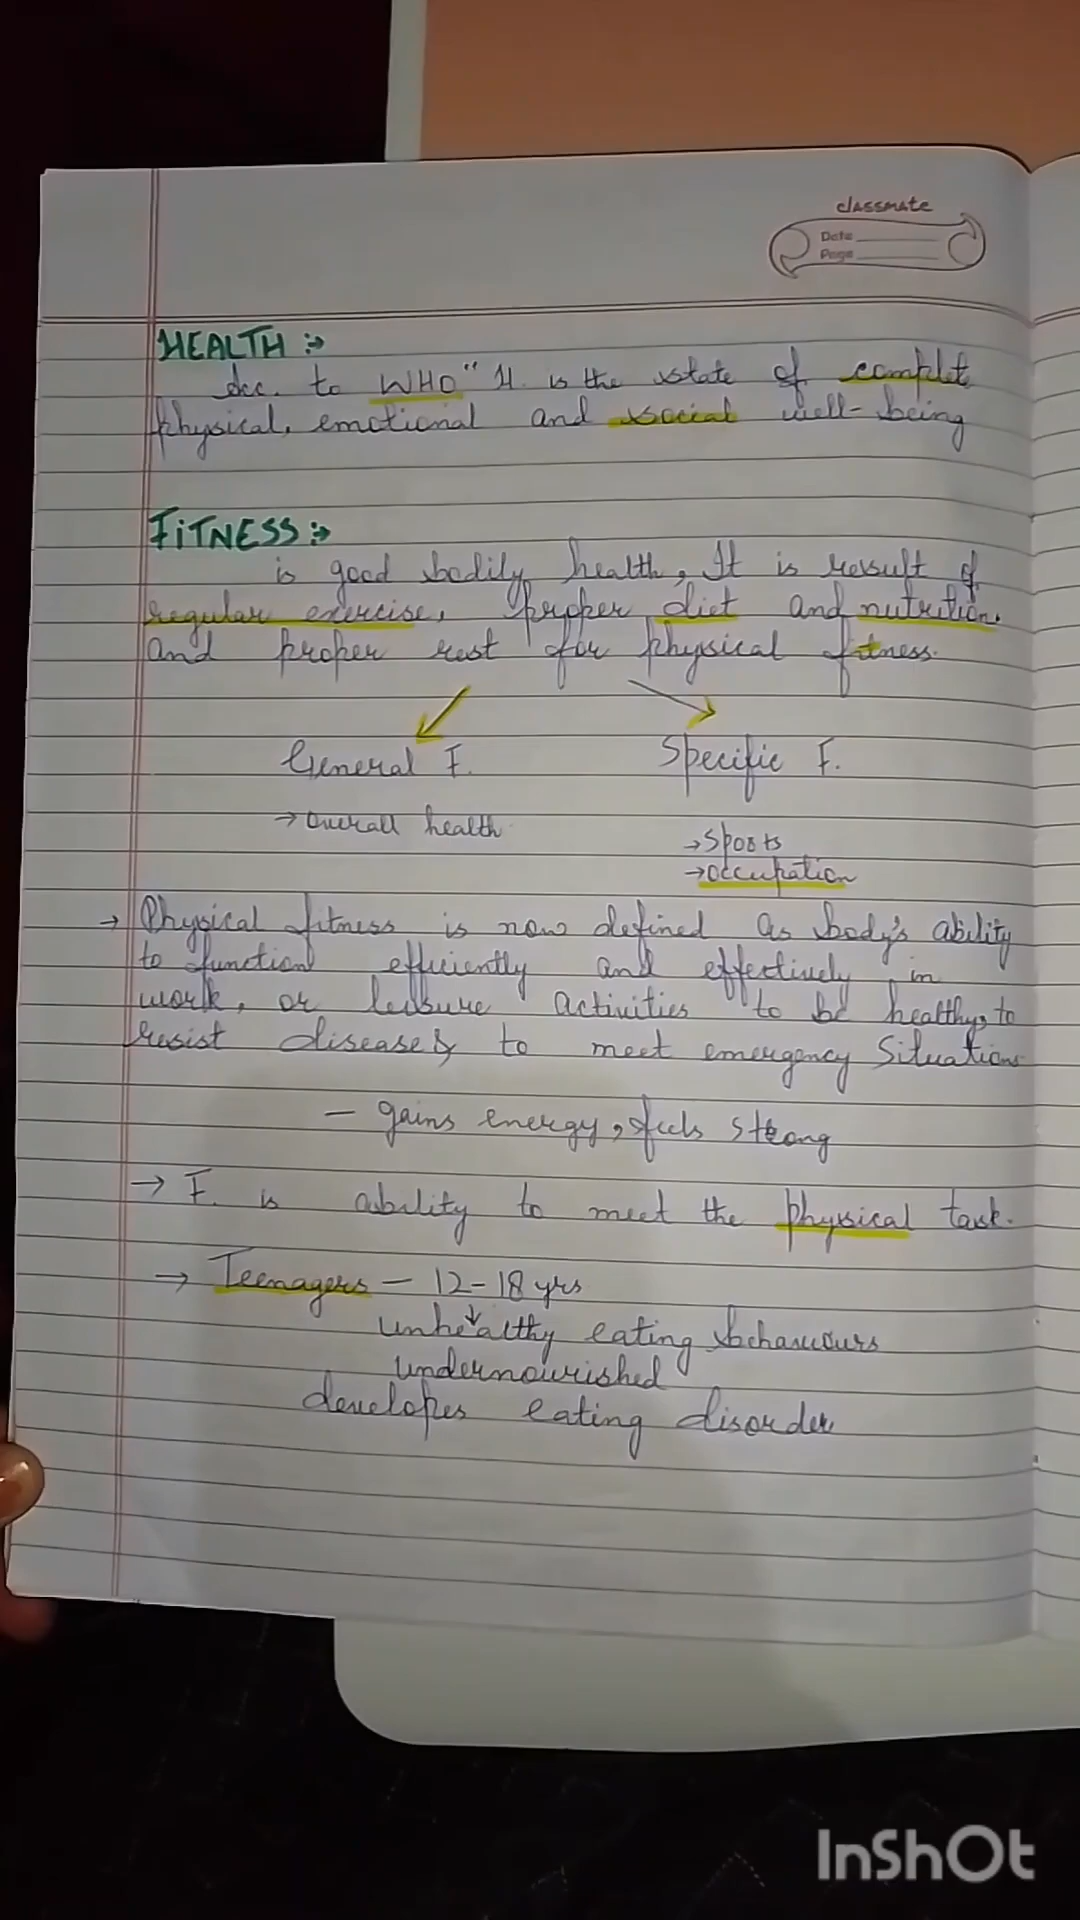 classmate
Date
Page
HEALTH :→
Acc. to WHO "H. is the state of complet
physical, emotional and social well-being
FiTNESS :→
is good bodily health, It is result of
regular exercise, proper diet and nutrition.
and proper rest for physical fitness.
General F. Specific F.
→ Overall health
→ Sports
→ Occupation
→ Physical fitness is now defined as body's ability
to function efficiently and effectively in
work, or leisure activities to be healthy, to
resist disease & to meet emergency Situations
— gains energy, feels strong
→ F. is ability to meet the physical task.
→ Teenagers — 12-18 yrs
unhealthy eating behaviours
undernourished
developes eating disorder
InShOt